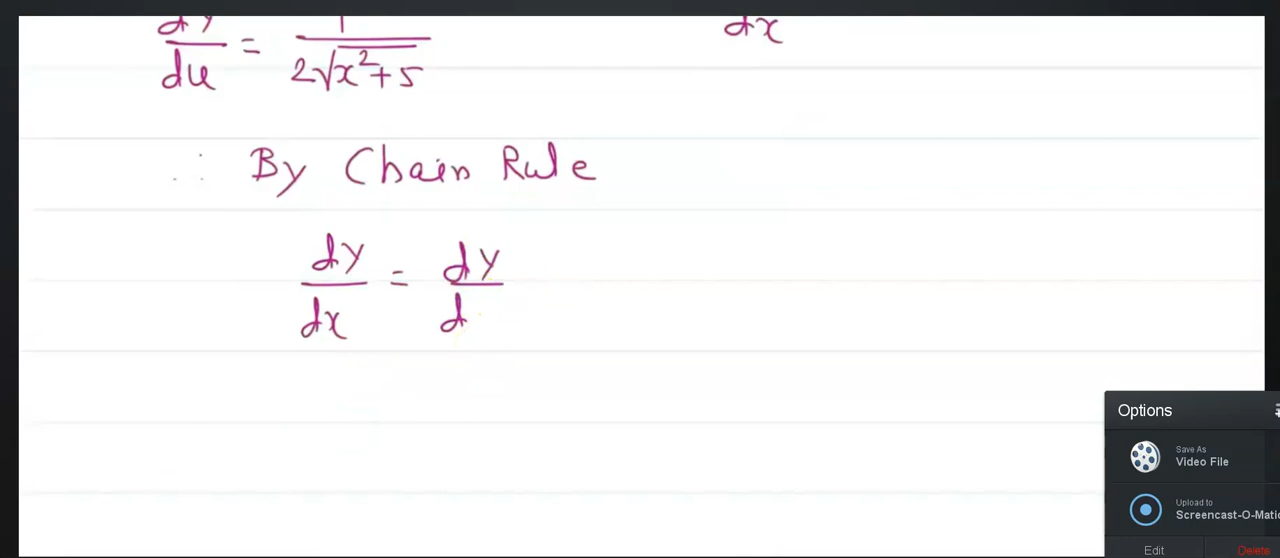 dy/du = 1/(2√(x²+5)) dx
∴ By Chain Rule
dy/dx = dy/d
Options
Save As
Video File
Upload to
Screencast-O-Mati
Edit Delete